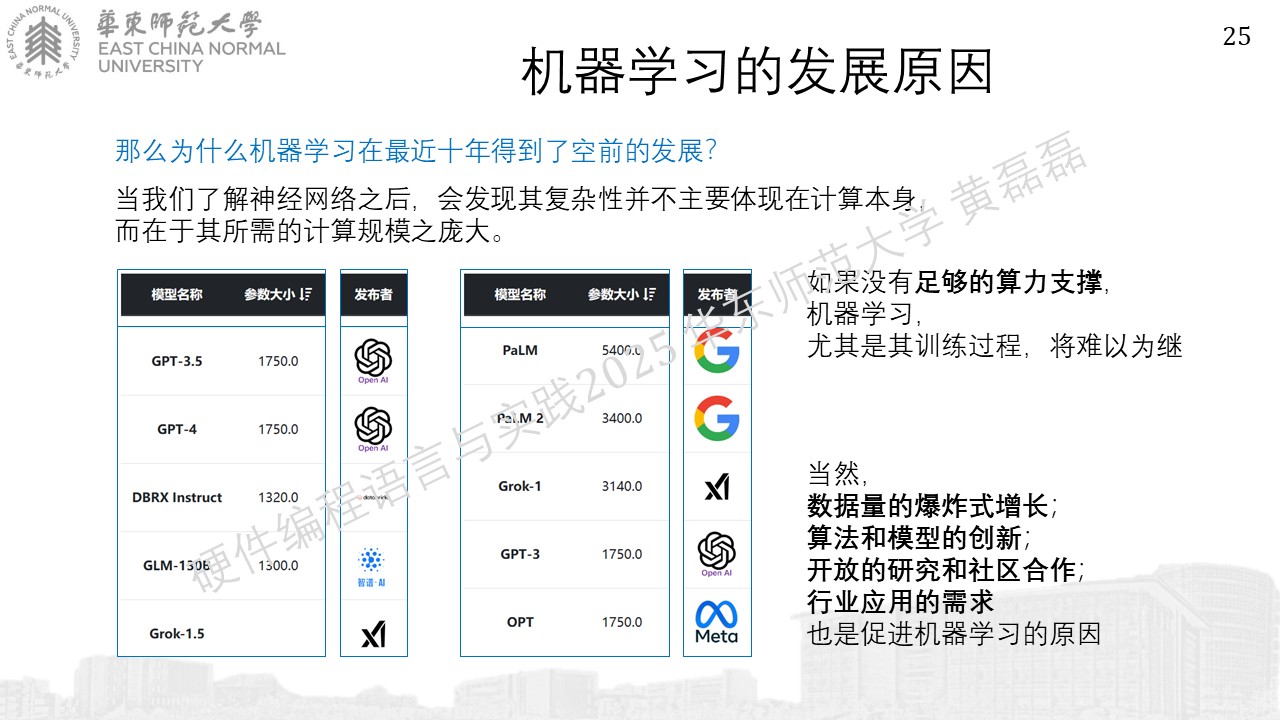 華東師范大學
EAST CHINA NORMAL
UNIVERSITY
EAST CHINA NORMAL UNIVERSITY
華東师范大学
25
机器学习的发展原因
那么为什么机器学习在最近十年得到了空前的发展？
当我们了解神经网络之后，会发现其复杂性并不主要体现在计算本身，
而在于其所需的计算规模之庞大。
模型名称 参数大小 发布者
GPT-3.5 1750.0 Open AI
GPT-4 1750.0 Open AI
DBRX Instruct 1320.0 databricks
GLM-130B 1300.0 智谱·AI
Grok-1.5 xI
模型名称 参数大小 发布者
PaLM 5400.0 G
PaLM 2 3400.0 G
Grok-1 3140.0 xI
GPT-3 1750.0 Open AI
OPT 1750.0 Meta
如果没有足够的算力支撑，
机器学习，
尤其是其训练过程，将难以为继
当然，
数据量的爆炸式增长；
算法和模型的创新；
开放的研究和社区合作；
行业应用的需求
也是促进机器学习的原因
硬件编程语言与实践2025 华东师范大学 黄磊磊